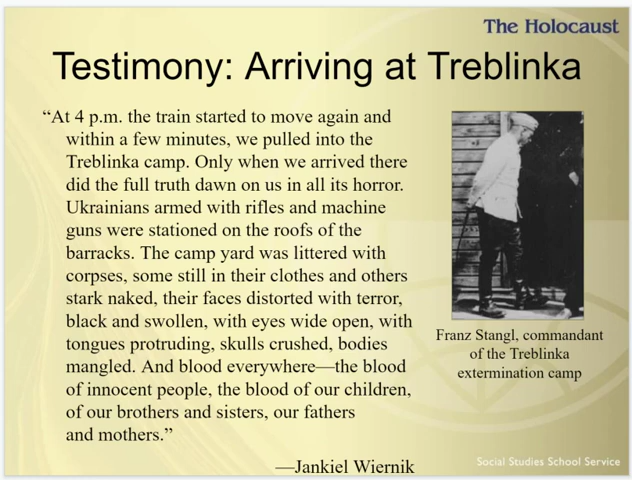 The Holocaust
Testimony: Arriving at Treblinka
“At 4 p.m. the train started to move again and
within a few minutes, we pulled into the
Treblinka camp. Only when we arrived there
did the full truth dawn on us in all its horror.
Ukrainians armed with rifles and machine
guns were stationed on the roofs of the
barracks. The camp yard was littered with
corpses, some still in their clothes and others
stark naked, their faces distorted with terror,
black and swollen, with eyes wide open, with
tongues protruding, skulls crushed, bodies
mangled. And blood everywhere—the blood
of innocent people, the blood of our children,
of our brothers and sisters, our fathers
and mothers.”
—Jankiel Wiernik
Franz Stangl, commandant
of the Treblinka
extermination camp
Social Studies School Service